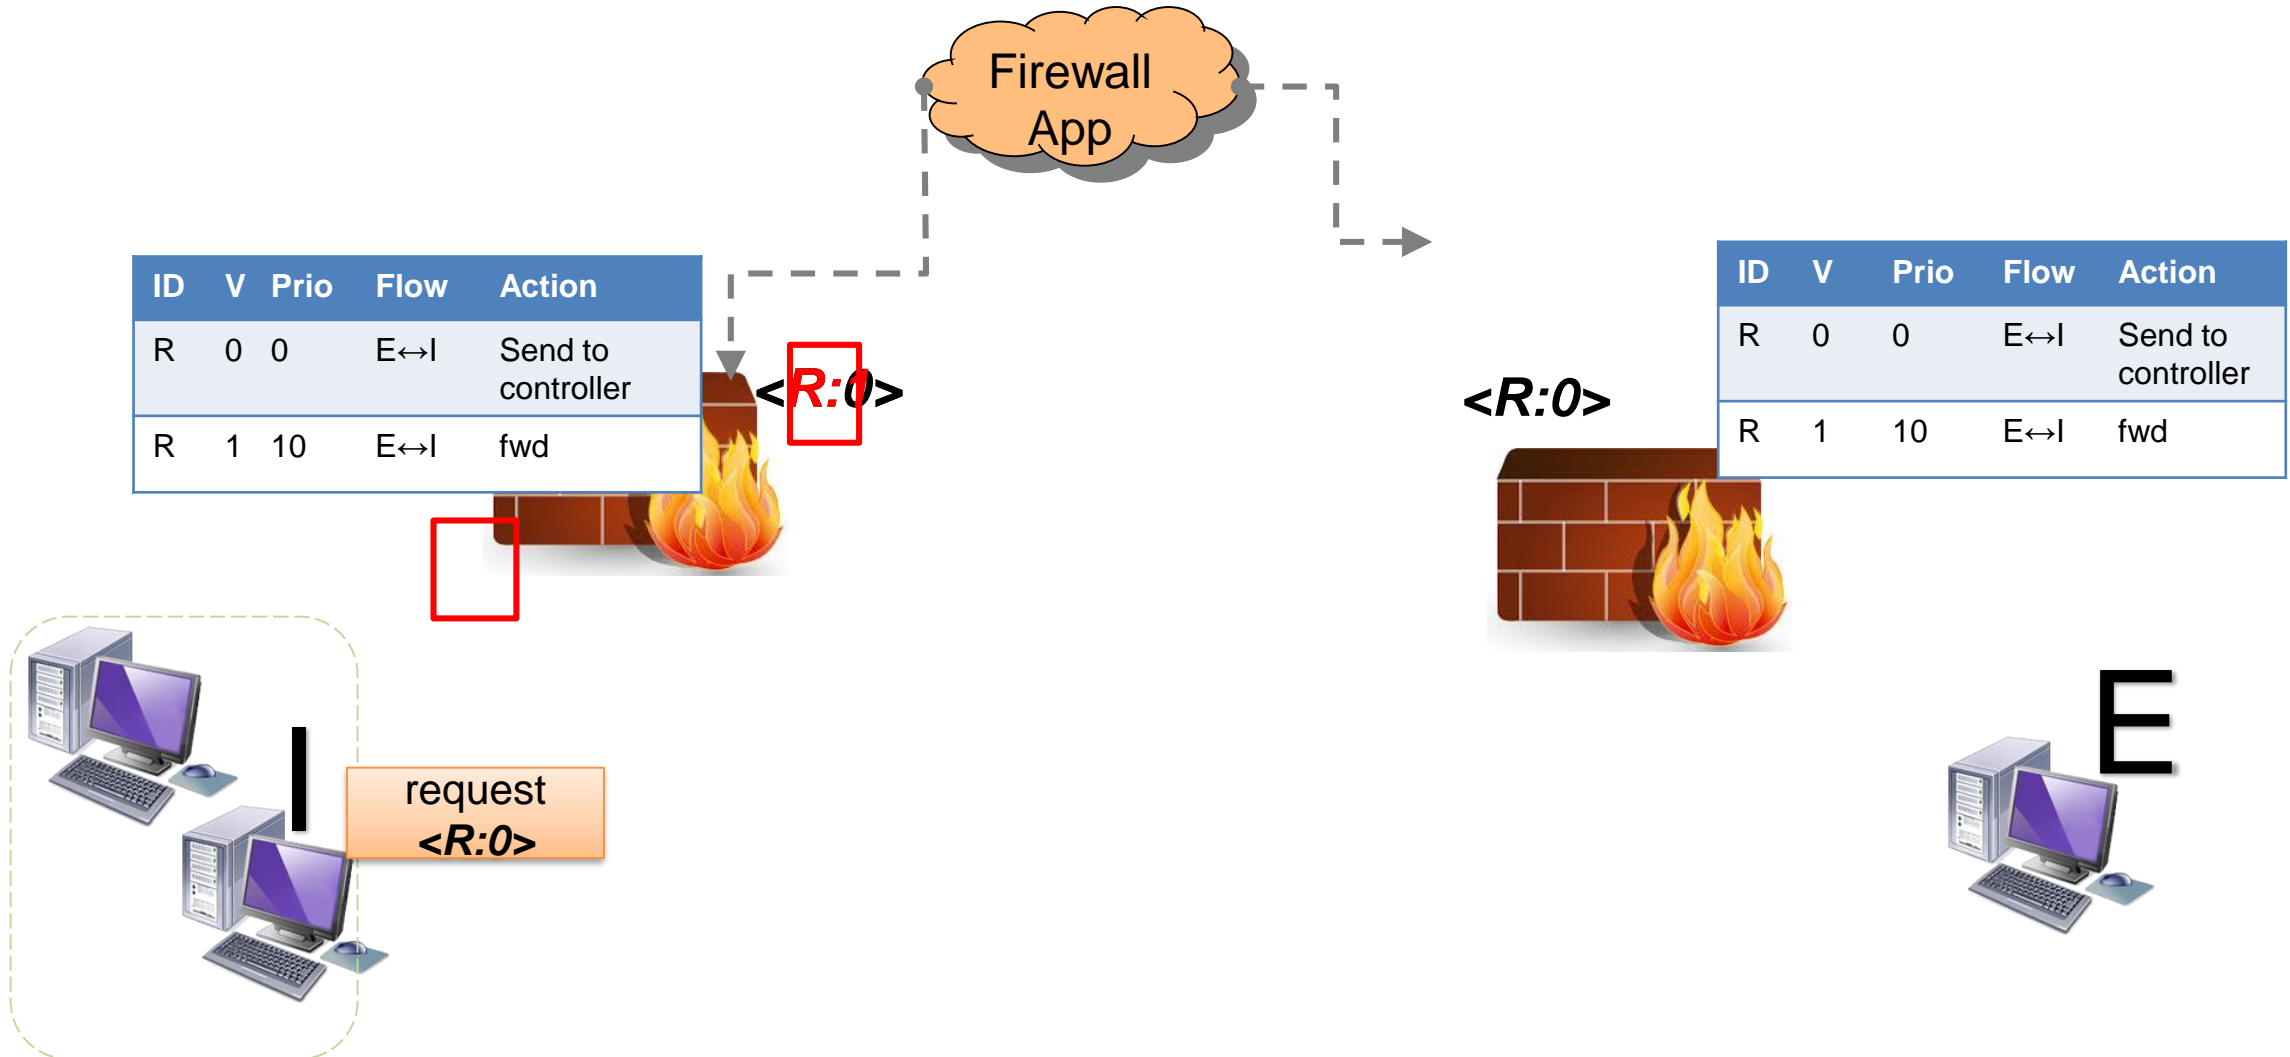 Firewall
App
ID V Prio Flow Action
R 0 0 E↔I Send to
controller
R 1 10 E↔I fwd
ID V Prio Flow Action
R 0 0 E↔I Send to
controller
R 1 10 E↔I fwd
<R:0>
<R:0>
I
request
<R:0>
E